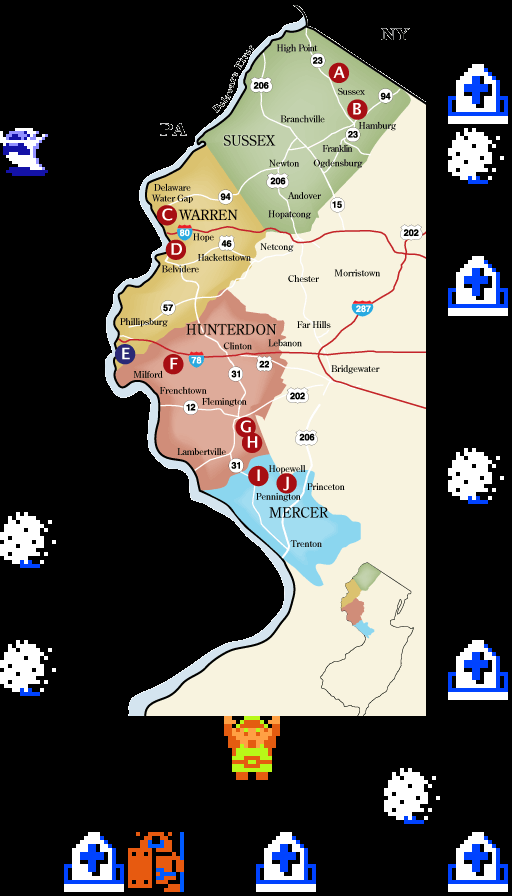 NY
High Point
23
A
206
Sussex
94
Delaware River
B
Branchville
Hamburg
PA
23
SUSSEX
Franklin
Newton
Ogdensburg
206
Delaware
Water Gap
94
Andover
15
C
WARREN
Hopatcong
80
Hope
202
D
46
Netcong
Hackettstown
Belvidere
Chester
Morristown
57
287
Phillipsburg
HUNTERDON
Far Hills
Clinton
Lebanon
E
F
78
22
Milford
31
Bridgewater
Frenchtown
202
12
Flemington
G
206
H
Lambertville
31
Hopewell
I
J
Princeton
Pennington
MERCER
Trenton